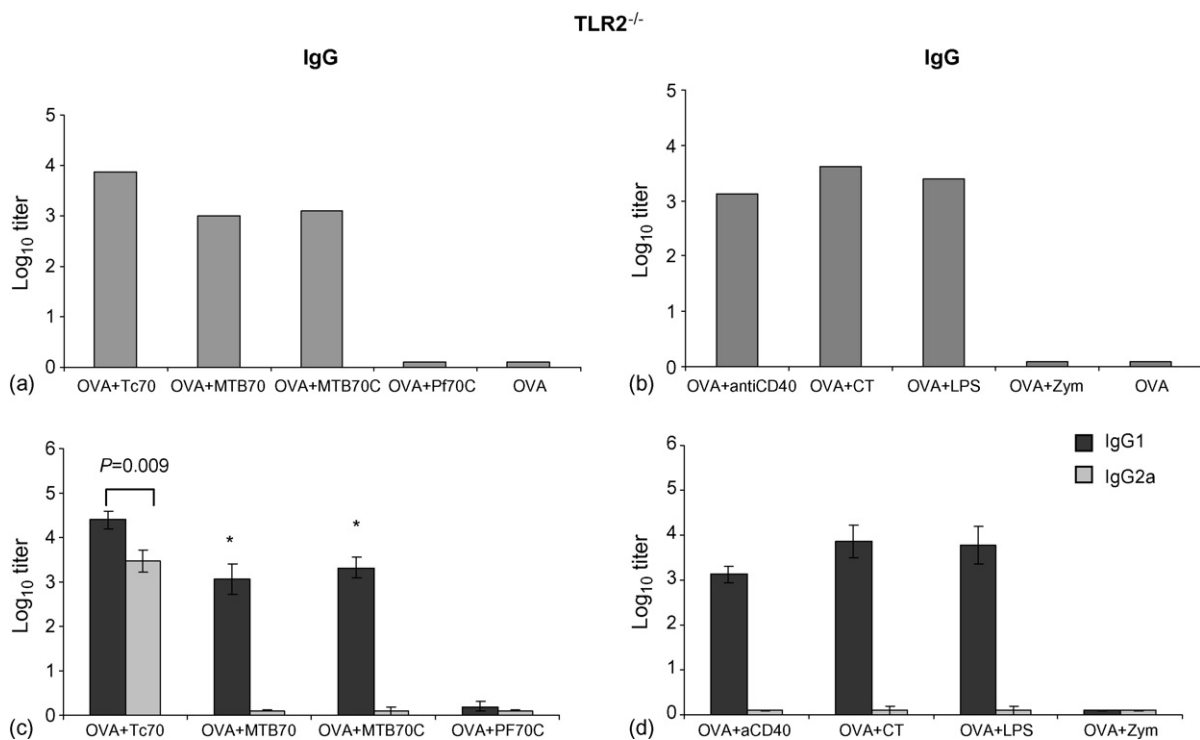 TLR2-/-
IgG
IgG
5
4
3
2
1
0
Log10 titer
OVA+Tc70 OVA+MTB70 OVA+MTB70C OVA+Pf70C OVA
(a)
5
4
3
2
1
0
Log10 titer
OVA+antiCD40 OVA+CT OVA+LPS OVA+Zym OVA
(b)
6
5
4
3
2
1
0
Log10 titer
P=0.009
*
*
OVA+Tc70 OVA+MTB70 OVA+MTB70C OVA+PF70C
(c)
6
5
4
3
2
1
0
Log10 titer
IgG1
IgG2a
OVA+aCD40 OVA+CT OVA+LPS OVA+Zym
(d)